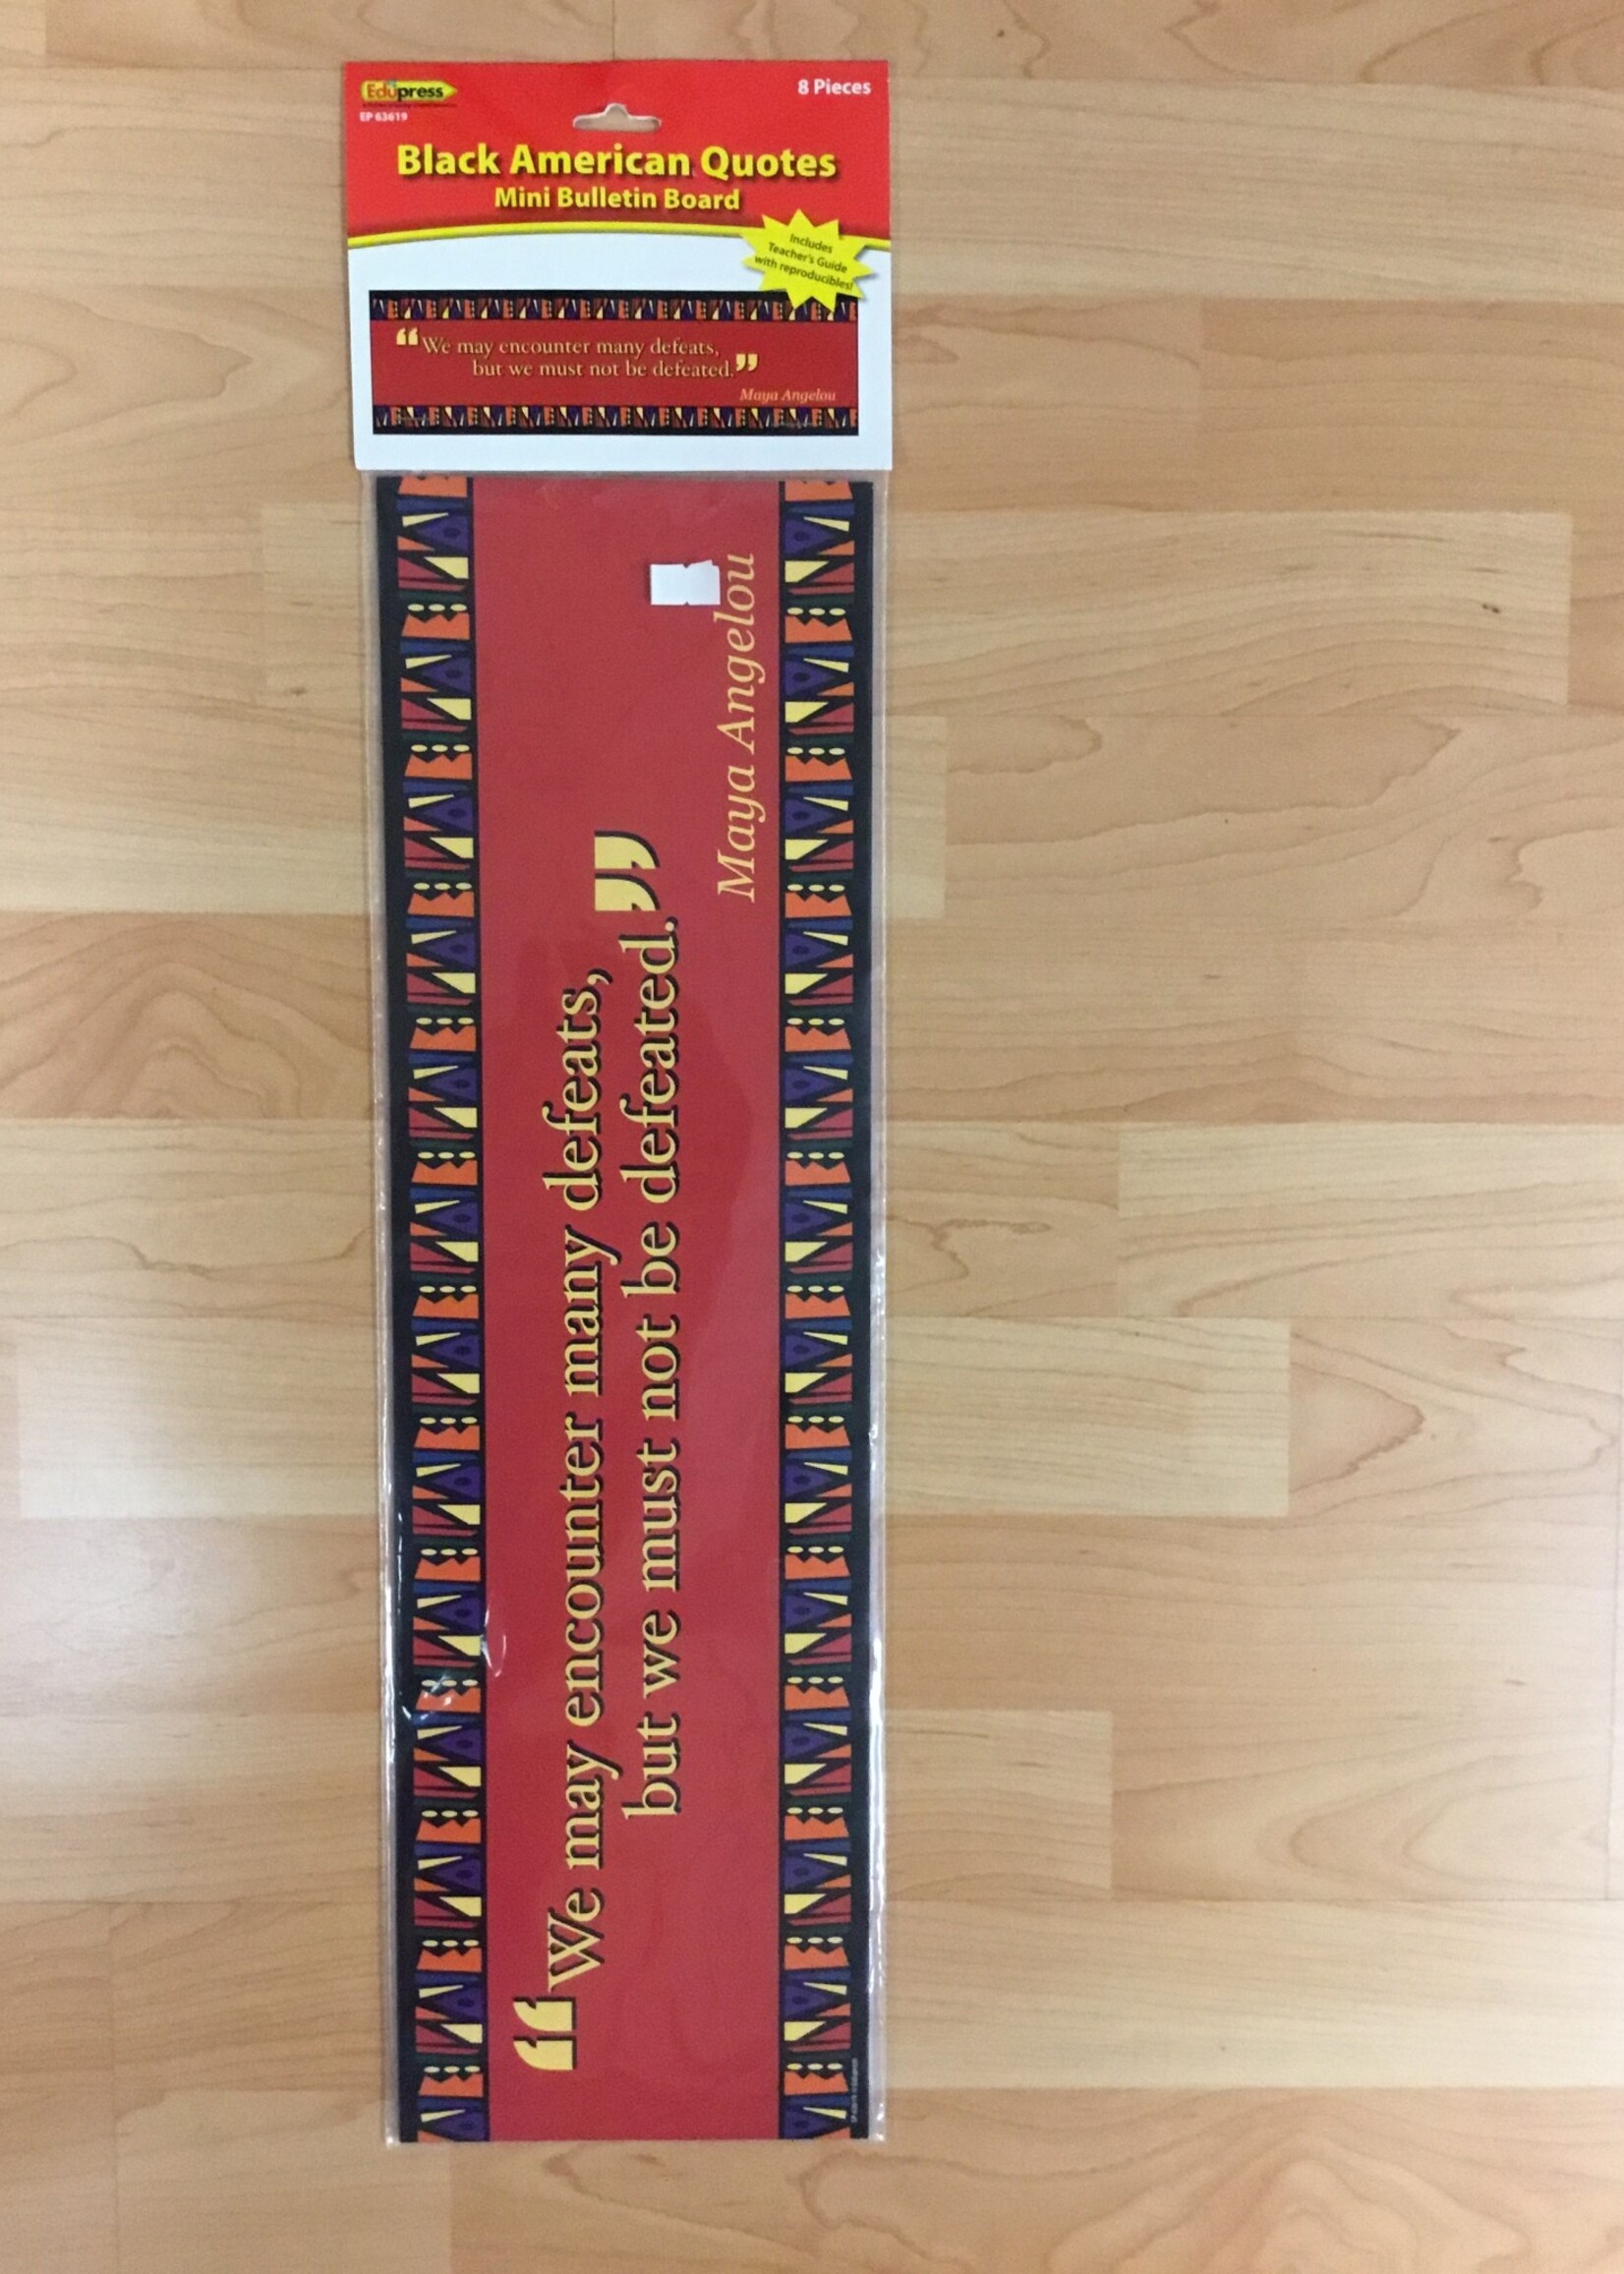 Edupress
EP 63619
8 Pieces
Black American Quotes
Mini Bulletin Board
Includes
Teacher's Guide
with reproducibles!
“We may encounter many defeats,
but we must not be defeated.”
Maya Angelou
“We may encounter many defeats,
but we must not be defeated.”
Maya Angelou